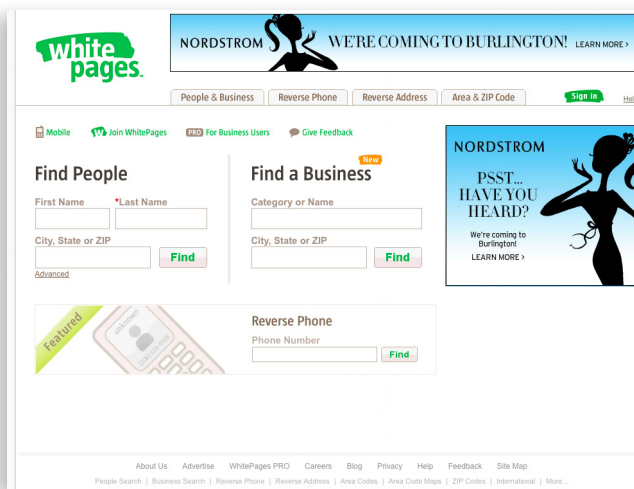 white
pages.
NORDSTROM WE'RE COMING TO BURLINGTON! LEARN MORE >
People & Business Reverse Phone Reverse Address Area & ZIP Code Sign in Hel
Mobile Join WhitePages PRO For Business Users Give Feedback
Find People
First Name *Last Name
City, State or ZIP
Find
Advanced
New
Find a Business
Category or Name
City, State or ZIP
Find
NORDSTROM
PSST...
HAVE YOU
HEARD?
We're coming to
Burlington!
LEARN MORE >
Featured
unknown
Reverse Phone
Phone Number
Find
About Us Advertise WhitePages PRO Careers Blog Privacy Help Feedback Site Map
People Search | Business Search | Reverse Phone | Reverse Address | Area Codes | Area Code Maps | ZIP Codes | International | More...